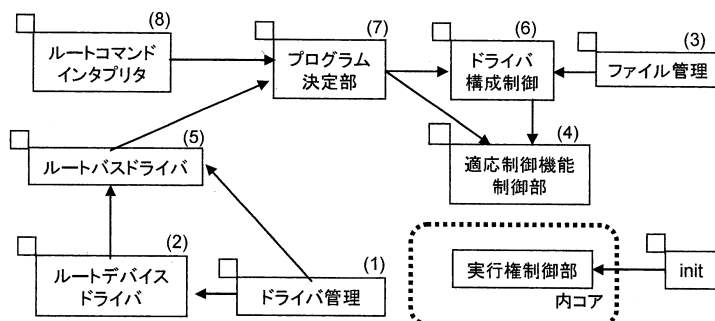 (8)
ルートコマンド
インタプリタ
(7)
プログラム
決定部
(6)
ドライバ
構成制御
(3)
ファイル管理
(5)
ルートバスドライバ
(4)
適応制御機能
制御部
(2)
ルートデバイス
ドライバ
(1)
ドライバ管理
実行権制御部
内コア
init